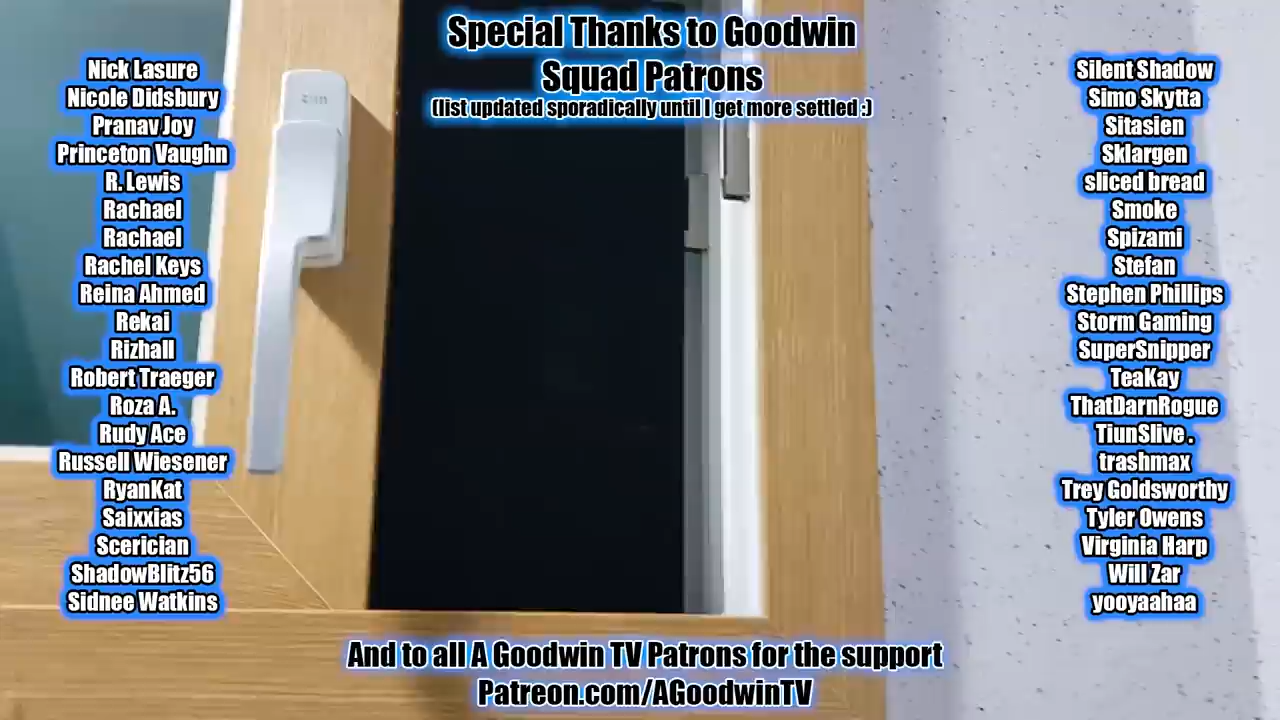 Special Thanks to Goodwin
Squad Patrons
(list updated sporadically until I get more settled :)
Nick Lasure
Nicole Didsbury
Pranav Joy
Princeton Vaughn
R. Lewis
Rachael
Rachael
Rachel Keys
Reina Ahmed
Rekai
Rizhall
Robert Traeger
Roza A.
Rudy Ace
Russell Wiesener
RyanKat
Saixxias
Scerician
ShadowBlitz56
Sidnee Watkins
Silent Shadow
Simo Skytta
Sitasien
Sklargen
sliced bread
Smoke
Spizami
Stefan
Stephen Phillips
Storm Gaming
SuperSnipper
TeaKay
ThatDarnRogue
TiunSlive .
trashmax
Trey Goldsworthy
Tyler Owens
Virginia Harp
Will Zar
yooyaahaa
And to all A Goodwin TV Patrons for the support
Patreon.com/AGoodwinTV